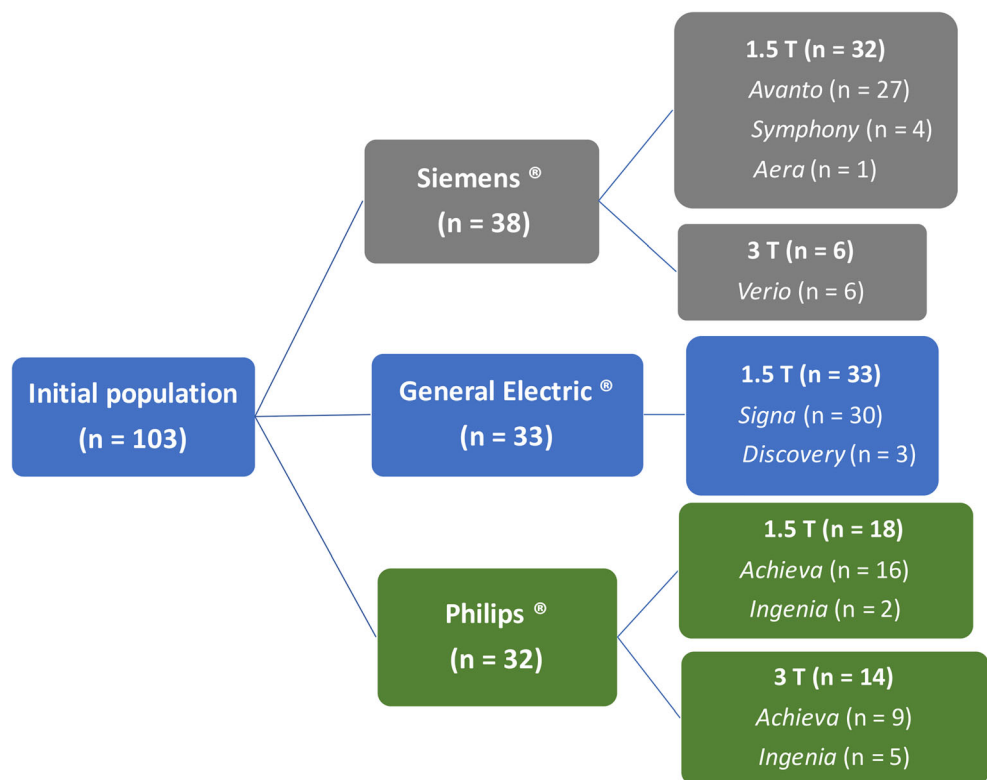 Initial population
(n = 103)
Siemens ®
(n = 38)
1.5 T (n = 32)
Avanto (n = 27)
Symphony (n = 4)
Aera (n = 1)
3 T (n = 6)
Verio (n = 6)
General Electric ®
(n = 33)
1.5 T (n = 33)
Signa (n = 30)
Discovery (n = 3)
Philips ®
(n = 32)
1.5 T (n = 18)
Achieva (n = 16)
Ingenia (n = 2)
3 T (n = 14)
Achieva (n = 9)
Ingenia (n = 5)